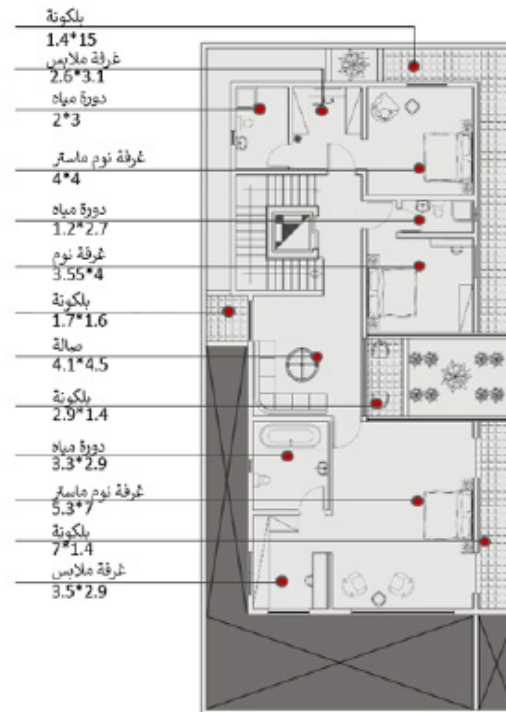 بلكونة
1.4*15
غرفة ملابس
2.6*3.1
دورة مياه
2*3
غرفة نوم ماستر
4*4
دورة مياه
1.2*2.7
غرفة نوم
3.55*4
بلكونة
1.7*1.6
صالة
4.1*4.5
بلكونة
2.9*1.4
دورة مياه
3.3*2.9
غرفة نوم ماستر
5.3*7
بلكونة
7*1.4
غرفة ملابس
3.5*2.9